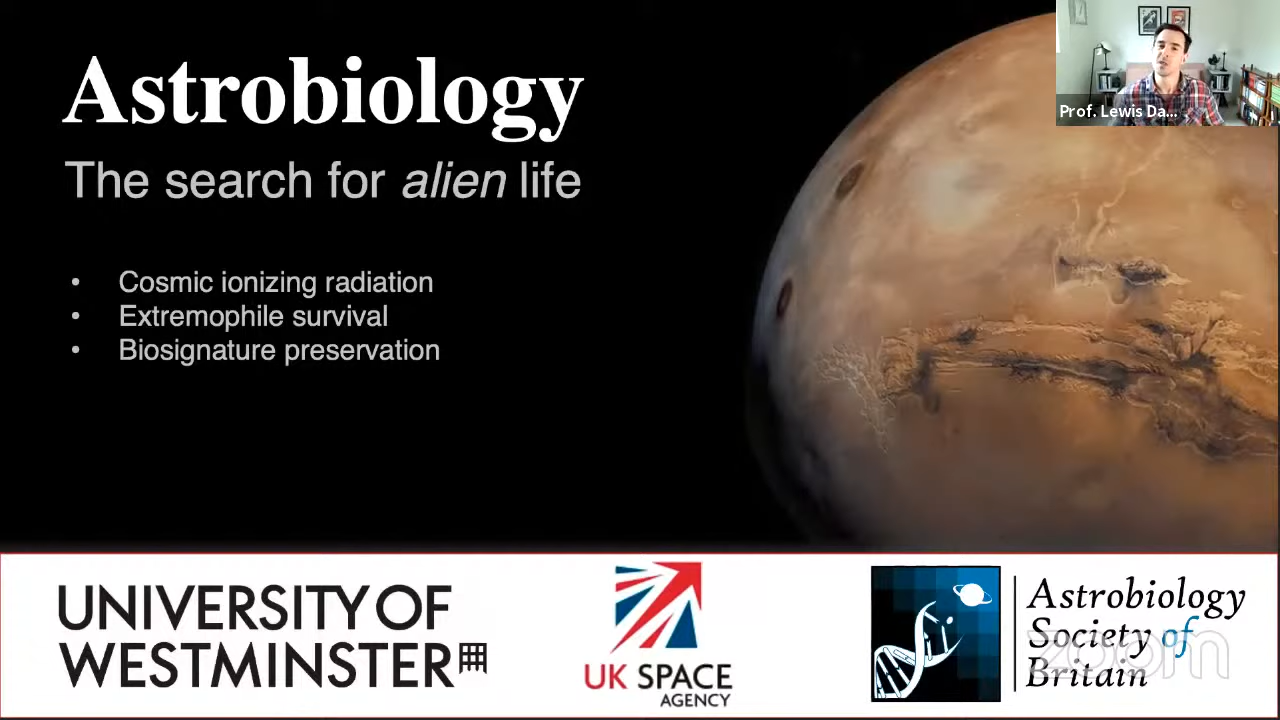 Astrobiology
The search for alien life
• Cosmic ionizing radiation
• Extremophile survival
• Biosignature preservation
Prof. Lewis Da...
UNIVERSITY OF
WESTMINSTER
UK SPACE
AGENCY
Astrobiology
Society of
Britain
zoom